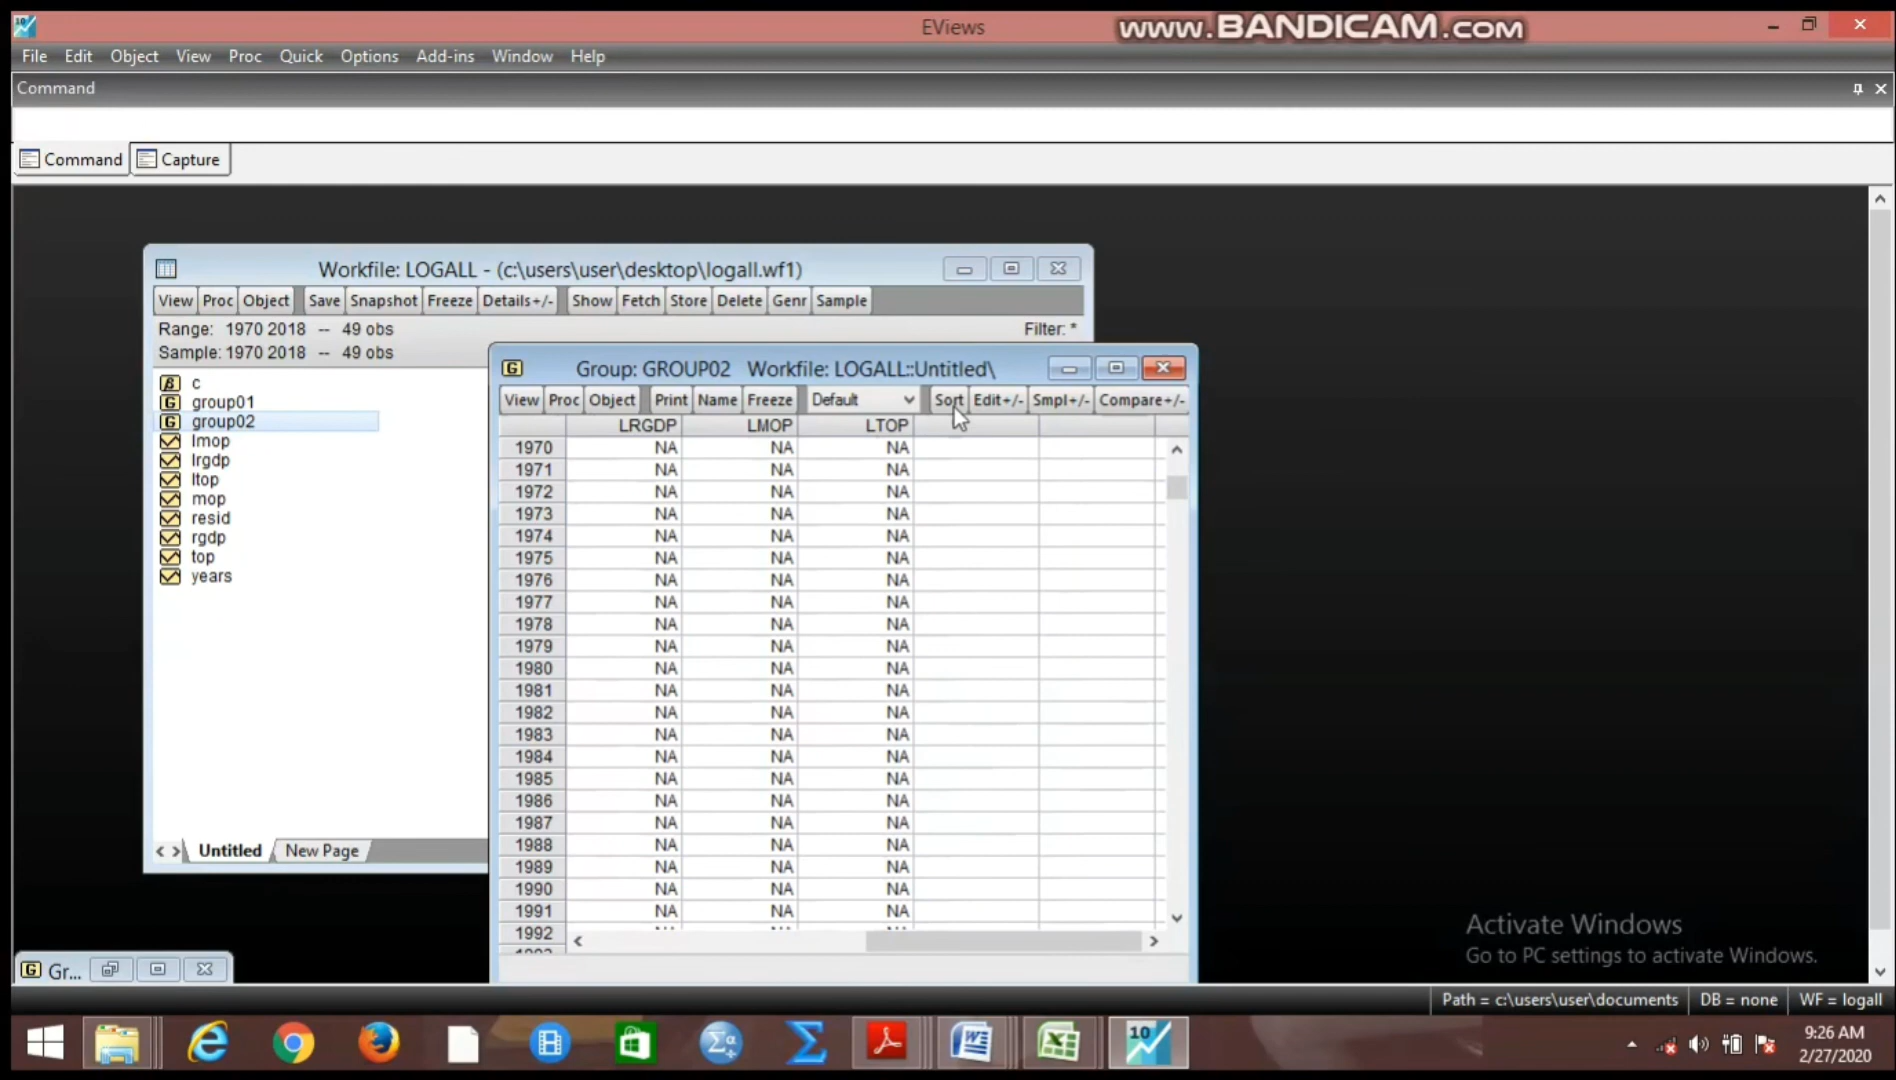 EViews
www.BANDICAM.com
File Edit Object View Proc Quick Options Add-ins Window Help
Command
Command Capture
Workfile: LOGALL - (c:\users\user\desktop\logall.wf1)
View Proc Object Save Snapshot Freeze Details+/- Show Fetch Store Delete Genr Sample
Range: 1970 2018 -- 49 obs
Filter: *
Sample: 1970 2018 -- 49 obs
c
group01
group02
lmop
lrgdp
ltop
mop
resid
rgdp
top
years
Untitled New Page
Group: GROUP02 Workfile: LOGALL::Untitled\
View Proc Object Print Name Freeze Default Sort Edit+/- Smpl+/- Compare+/-
LRGDP LMOP LTOP
1970 NA NA NA
1971 NA NA NA
1972 NA NA NA
1973 NA NA NA
1974 NA NA NA
1975 NA NA NA
1976 NA NA NA
1977 NA NA NA
1978 NA NA NA
1979 NA NA NA
1980 NA NA NA
1981 NA NA NA
1982 NA NA NA
1983 NA NA NA
1984 NA NA NA
1985 NA NA NA
1986 NA NA NA
1987 NA NA NA
1988 NA NA NA
1989 NA NA NA
1990 NA NA NA
1991 NA NA NA
1992
Gr...
Activate Windows
Go to PC settings to activate Windows.
Path = c:\users\user\documents DB = none WF = logall
10
9:26 AM
2/27/2020